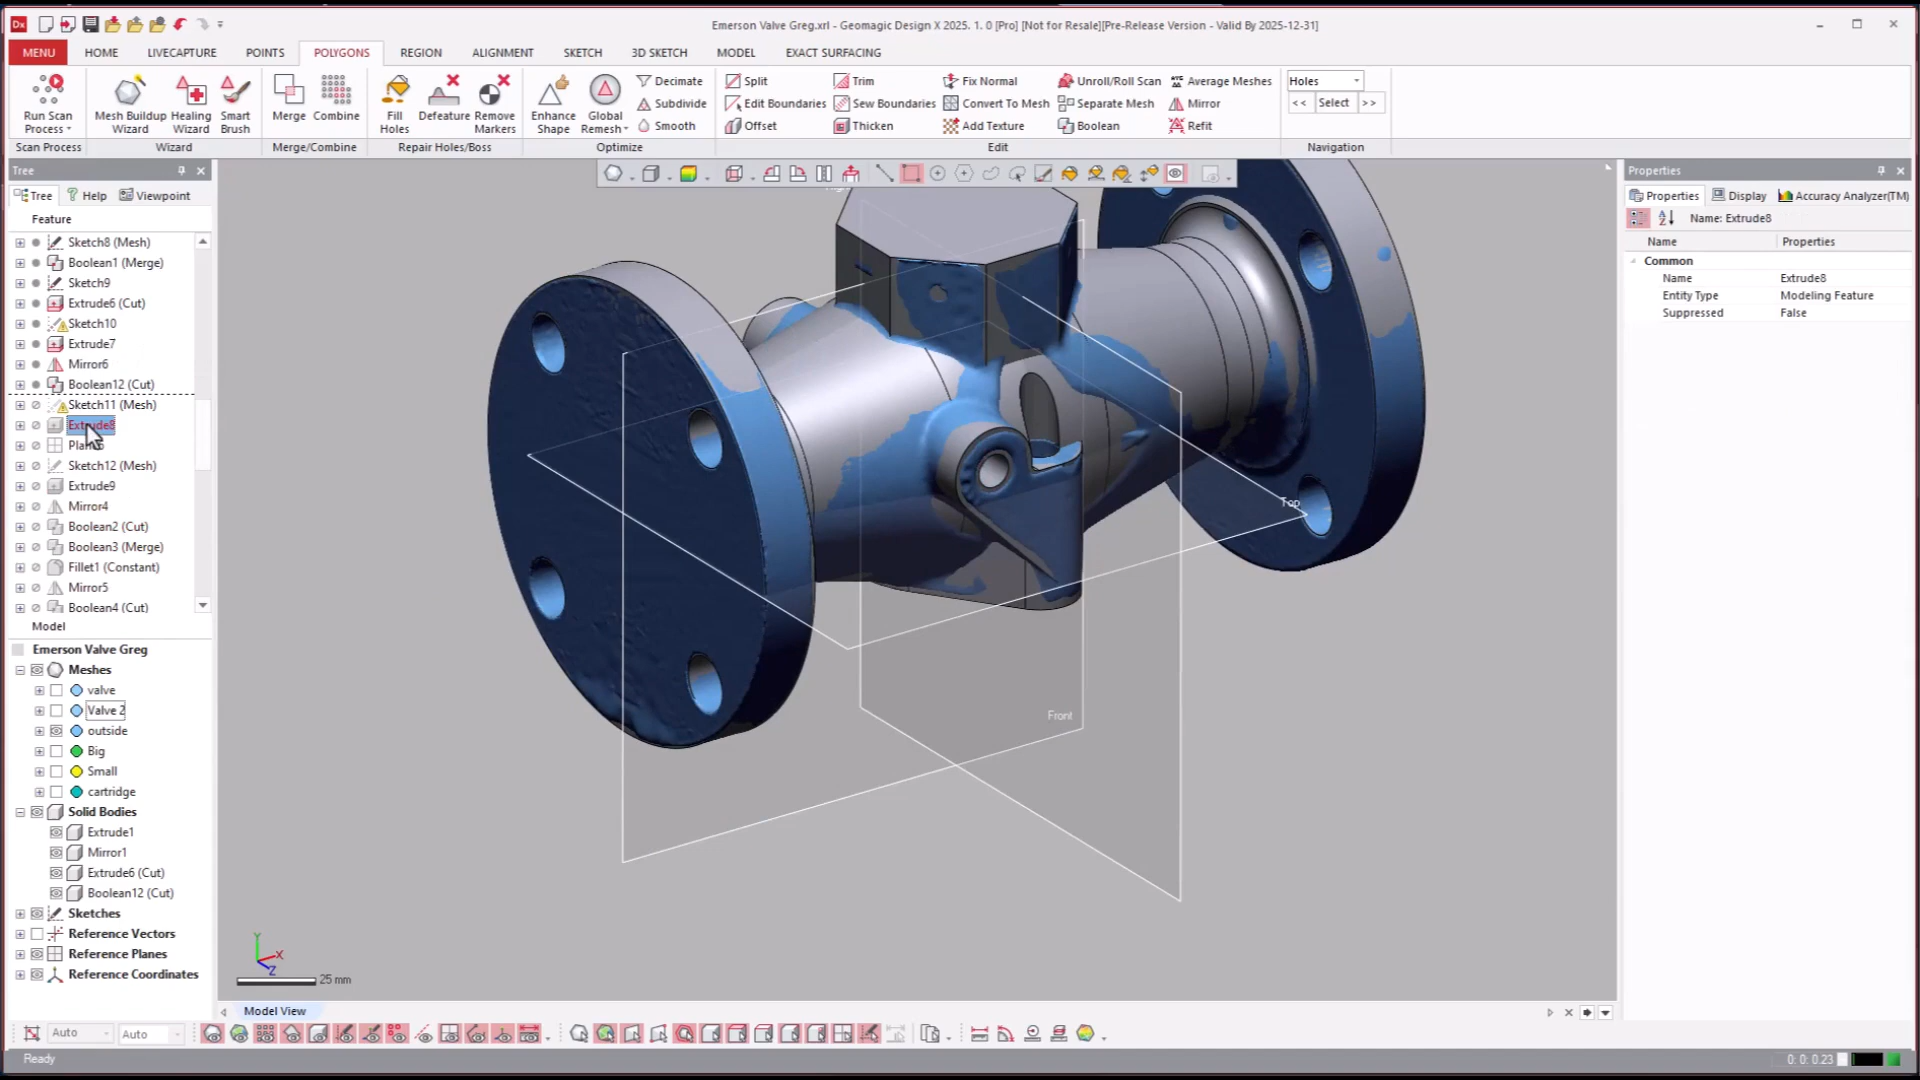 Emerson Valve Greg.xrl - Geomagic Design X 2025. 1. 0 [Pro] [Not for Resale][Pre-Release Version - Valid By 2025-12-31]
MENU HOME LIVECAPTURE POINTS POLYGONS REGION ALIGNMENT SKETCH 3D SKETCH MODEL EXACT SURFACING
Run Scan Process
Mesh Buildup Wizard
Healing Wizard
Smart Brush
Merge
Combine
Fill Holes
Defeature
Remove Markers
Enhance Shape
Global Remesh
Decimate
Subdivide
Smooth
Split
Edit Boundaries
Offset
Trim
Sew Boundaries
Thicken
Fix Normal
Convert To Mesh
Add Texture
Unroll/Roll Scan
Separate Mesh
Boolean
Average Meshes
Mirror
Refit
Holes
<< Select >>
Scan Process Wizard Merge/Combine Repair Holes/Boss Optimize Edit Navigation
Tree
Tree Help Viewpoint
Feature
Sketch8 (Mesh)
Boolean1 (Merge)
Sketch9
Extrude6 (Cut)
Sketch10
Extrude7
Mirror6
Boolean12 (Cut)
Sketch11 (Mesh)
Extrude8
Sketch12 (Mesh)
Extrude9
Mirror4
Boolean2 (Cut)
Boolean3 (Merge)
Fillet1 (Constant)
Mirror5
Boolean4 (Cut)
Model
Emerson Valve Greg
Meshes
valve
Valve 2
outside
Big
Small
cartridge
Solid Bodies
Extrude1
Mirror1
Extrude6 (Cut)
Boolean12 (Cut)
Sketches
Reference Vectors
Reference Planes
Reference Coordinates
Top
Front
Y
X
Z
25 mm
Model View
Properties
Properties Display Accuracy Analyzer(TM)
Name: Extrude8
Name Properties
Common
Name Extrude8
Entity Type Modeling Feature
Suppressed False
Auto Auto
Ready
0: 0: 0.23